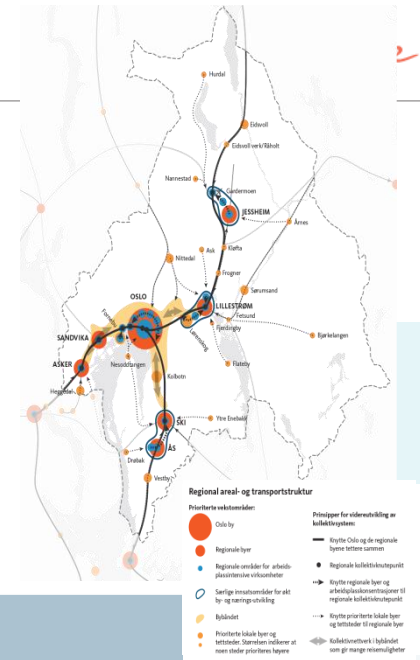 Hurdal
Eidsvoll
Eidsvoll verk/Råholt
Nannestad
Gardermoen
JESSHEIM
Årnes
Kløfta
Ask
Nittedal
Frogner
Sørumsand
OSLO
LILLESTRØM
Fetsund
Fjerdingby
Lørenskog
Fornebu
SANDVIKA
Bjørkelangen
Nesoddtangen
ASKER
Flateby
Kolbotn
Heggedal
Ytre Enebakk
SKI
ÅS
Drøbak
Vestby
Regional areal- og transportstruktur
Prioriterte vekstområder:
Oslo by
Regionale byer
Regionale områder for arbeids-
plassintensive virksomheter
Særlige innsatsområder for økt
by- og nærings-utvikling
Bybåndet
Prioriterte lokale byer og
tettsteder. Størrelsen indikerer at
noen steder prioriteres høyere
Prinsipper for videreutvikling av
kollektivsystem:
Knytte Oslo og de regionale
byene tettere sammen
Regionale kollektivknutepunkt
Knytte regionale byer og
arbeidsplasskonsentrasjoner til
regionale kollektivknutepunkt
Knytte prioriterte lokale byer
og tettsteder til regionale byer
Kollektivnettverk i bybåndet
som gir mange reisemuligheter